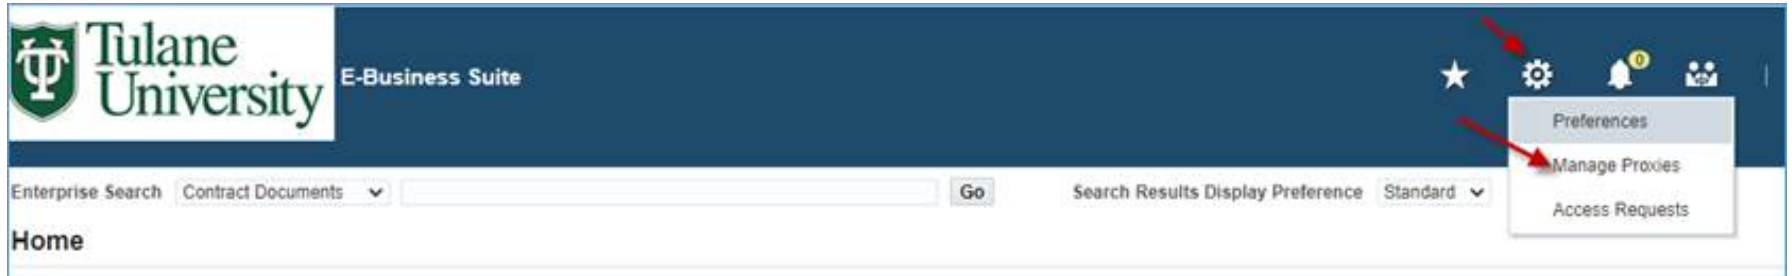 Tulane
University
E-Business Suite
0
Preferences
Manage Proxies
Access Requests
Enterprise Search Contract Documents Go Search Results Display Preference Standard
Home